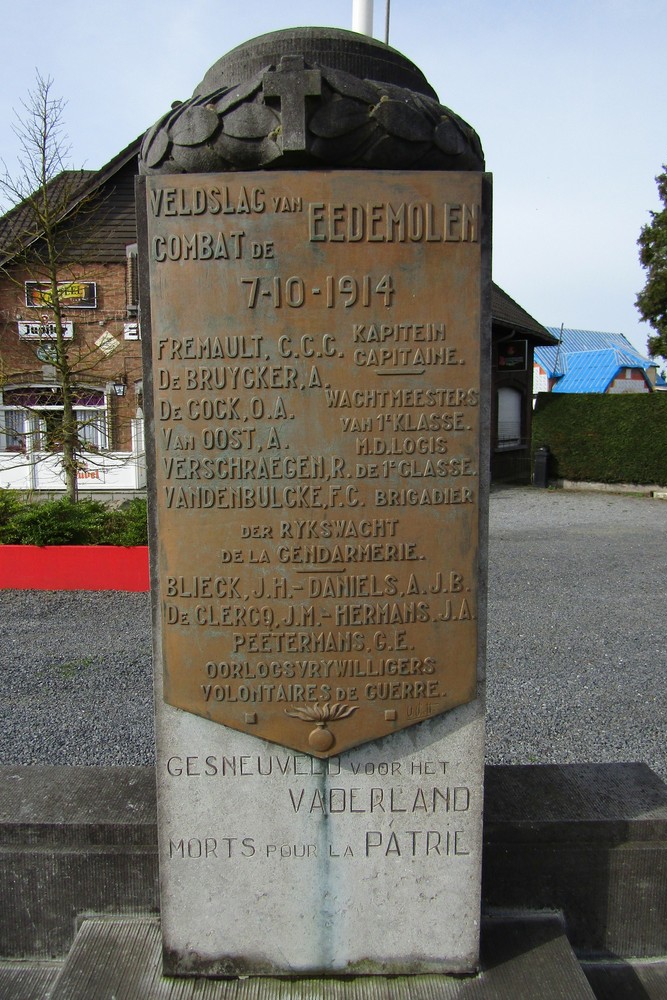 VELDSLAG VAN EEDEMOLEN
COMBAT DE
7-10-1914
FREMAULT, C.C.C. KAPITEIN
CAPITAINE.
DE BRUYCKER, A.
DE COCK, O.A. WACHTMEESTERS
VAN 1E KLASSE.
VAN OOST, A. M.D.LOGIS
VERSCHRAEGEN, R. DE 1E CLASSE.
VANDENBULCKE, F.C. BRIGADIER
DER RYKSWACHT
DE LA GENDARMERIE.
BLIECK, J.H.- DANIELS, A.J.B.
DE CLERCQ, J.M.- HERMANS. J.A.
PEETERMANS, G.E.
OORLOGSVRYWILLIGERS
VOLONTAIRES DE GUERRE.
GESNEUVELD VOOR HET
VADERLAND
MORTS POUR LA PATRIE
Jupiler